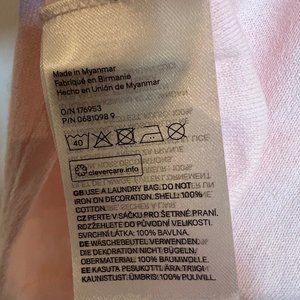 Made in Myanmar
Fabriqué en Birmanie
Hecho en Unión de Myanmar
O/N 176953
P/N 0681098 9
40
clevercare.info
GB USE A LAUNDRY BAG. DO NOT
IRON ON DECORATION. SHELL: 100%
COTTON.
CZ PERTE V SÁČKU PRO ŠETRNÉ PRANÍ.
ROZDĚLEJTE DO PŮVODNÍ VELIKOSTI.
SVRCHNÍ LÁTKA: 100% BAVLNA.
DE WÄSCHEBEUTEL VERWENDEN.
DIE DEKORATION NICHT BÜGELN.
OBERMATERIAL: 100% BAUMWOLLE.
EE KASUTA PESUKOTTI. ÄRA TRIIGI
KAUNISTUST. ÜMBRIS: 100% PUUVILL.